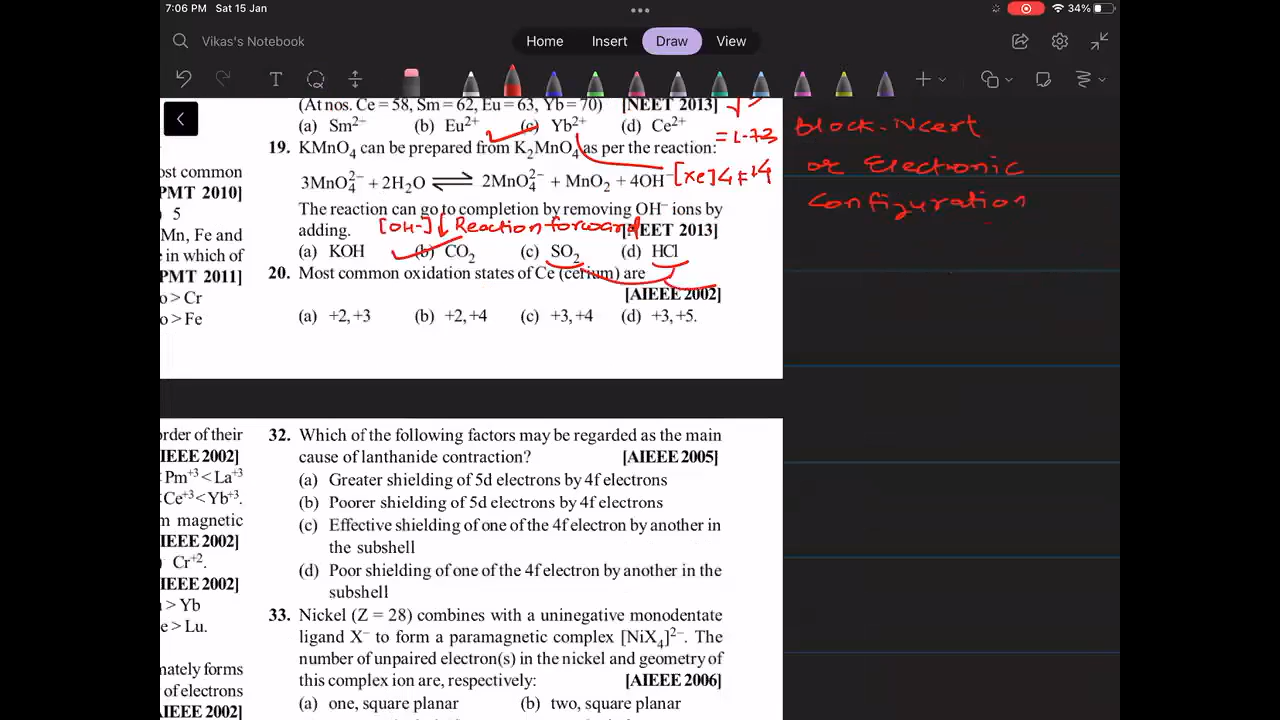 7:06 PM Sat 15 Jan
34%
Vikas's Notebook
Home Insert Draw View
(At nos. Ce = 58, Sm = 62, Eu = 63, Yb = 70) [NEET 2013]
(a) Sm2+ (b) Eu2+ (c) Yb2+ (d) Ce2+
= 1.73
19. KMnO4 can be prepared from K2MnO4 as per the reaction:
3MnO4^2- + 2H2O ⇌ 2MnO4^2- + MnO2 + 4OH-
[Xe] 4f14
The reaction can go to completion by removing OH− ions by
adding. [NEET 2013]
[OH-]↓ Reaction forward
(a) KOH (b) CO2 (c) SO2 (d) HCl
20. Most common oxidation states of Ce (cerium) are
[AIEEE 2002]
(a) +2, +3 (b) +2, +4 (c) +3, +4 (d) +3, +5.
Block-Ncert
or Electronic
Configuration
ost common
PMT 2010]
5
Mn, Fe and
e in which of
PMT 2011]
o > Cr
o > Fe
32. Which of the following factors may be regarded as the main
cause of lanthanide contraction? [AIEEE 2005]
(a) Greater shielding of 5d electrons by 4f electrons
(b) Poorer shielding of 5d electrons by 4f electrons
(c) Effective shielding of one of the 4f electron by another in
the subshell
(d) Poor shielding of one of the 4f electron by another in the
subshell
33. Nickel (Z = 28) combines with a uninegative monodentate
ligand X− to form a paramagnetic complex [NiX4]2−. The
number of unpaired electron(s) in the nickel and geometry of
this complex ion are, respectively: [AIEEE 2006]
(a) one, square planar (b) two, square planar
rder of their
IEEE 2002]
Pm+3 < La+3
Ce+3 < Yb+3.
m magnetic
IEEE 2002]
Cr+2.
IEEE 2002]
> Yb
e > Lu.
mately forms
of electrons
IEEE 2002]